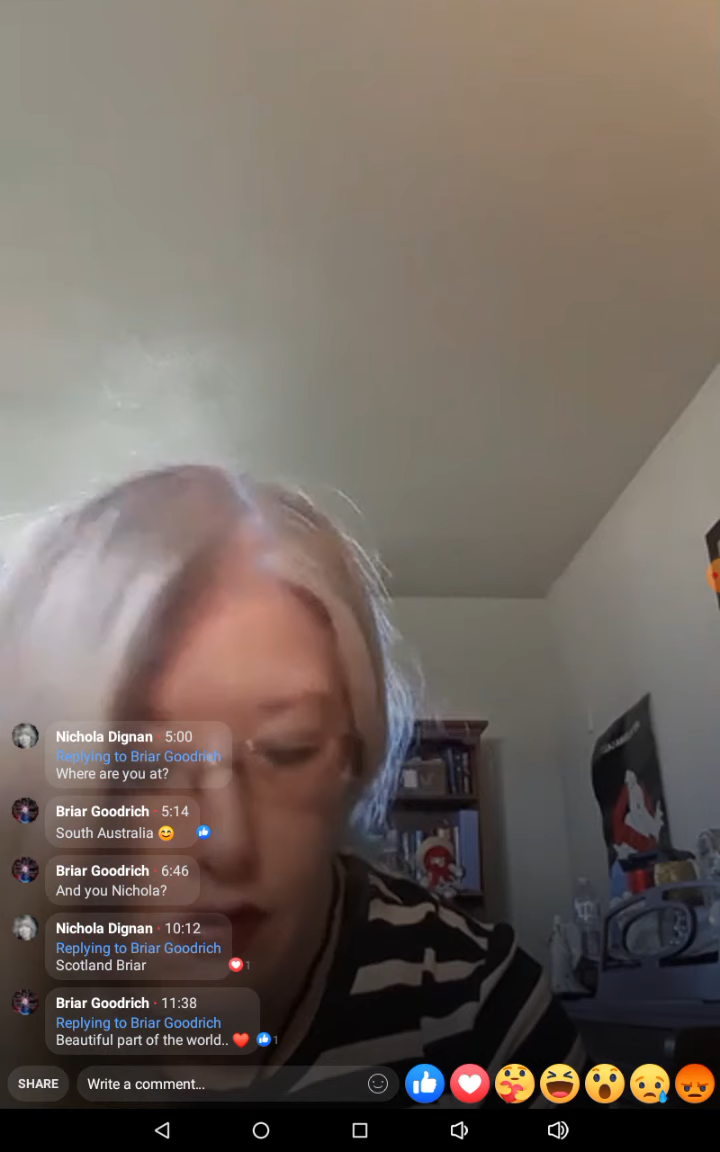 Nichola Dignan · 5:00
Replying to Briar Goodrich
Where are you at?
Briar Goodrich · 5:14
South Australia 😊
Briar Goodrich · 6:46
And you Nichola?
Nichola Dignan · 10:12
Replying to Briar Goodrich
Scotland Briar
1
Briar Goodrich · 11:38
Replying to Briar Goodrich
Beautiful part of the world.. ❤️
1
SHARE
Write a comment...